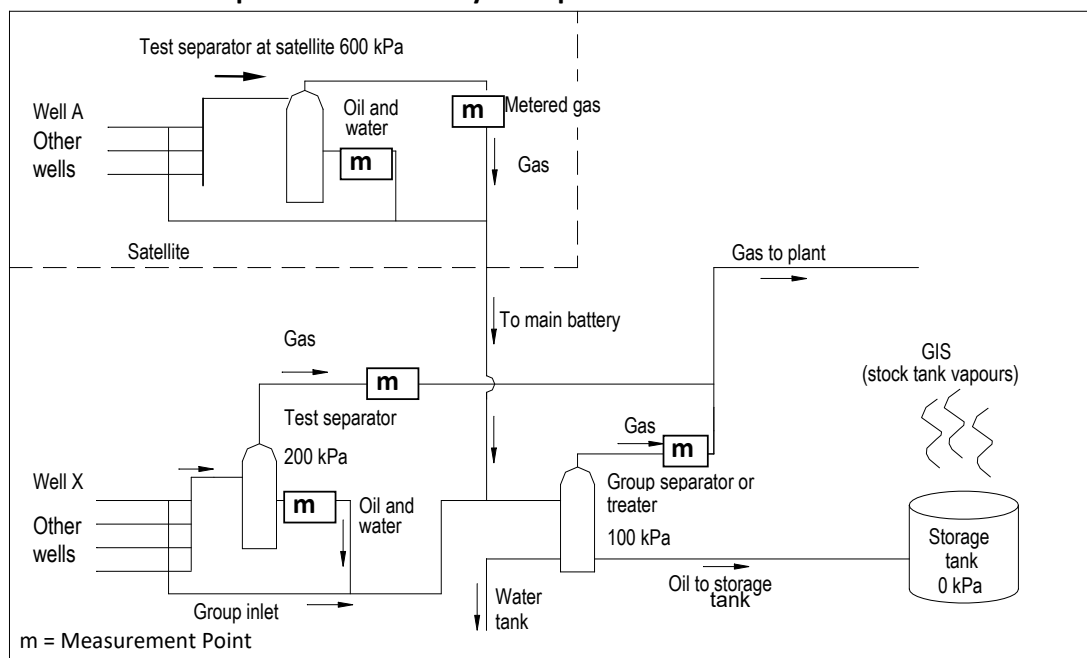 Test separator at satellite 600 kPa
Well A
Other
wells
Oil and
water
m
m
Metered gas
Gas
Satellite
Gas to plant
To main battery
Gas
m
GIS
(stock tank vapours)
Test separator
200 kPa
Gas
m
Well X
Other
wells
m
Oil and
water
Group separator or
treater
100 kPa
Storage
tank
0 kPa
Oil to storage
tank
Group inlet
Water
tank
m = Measurement Point